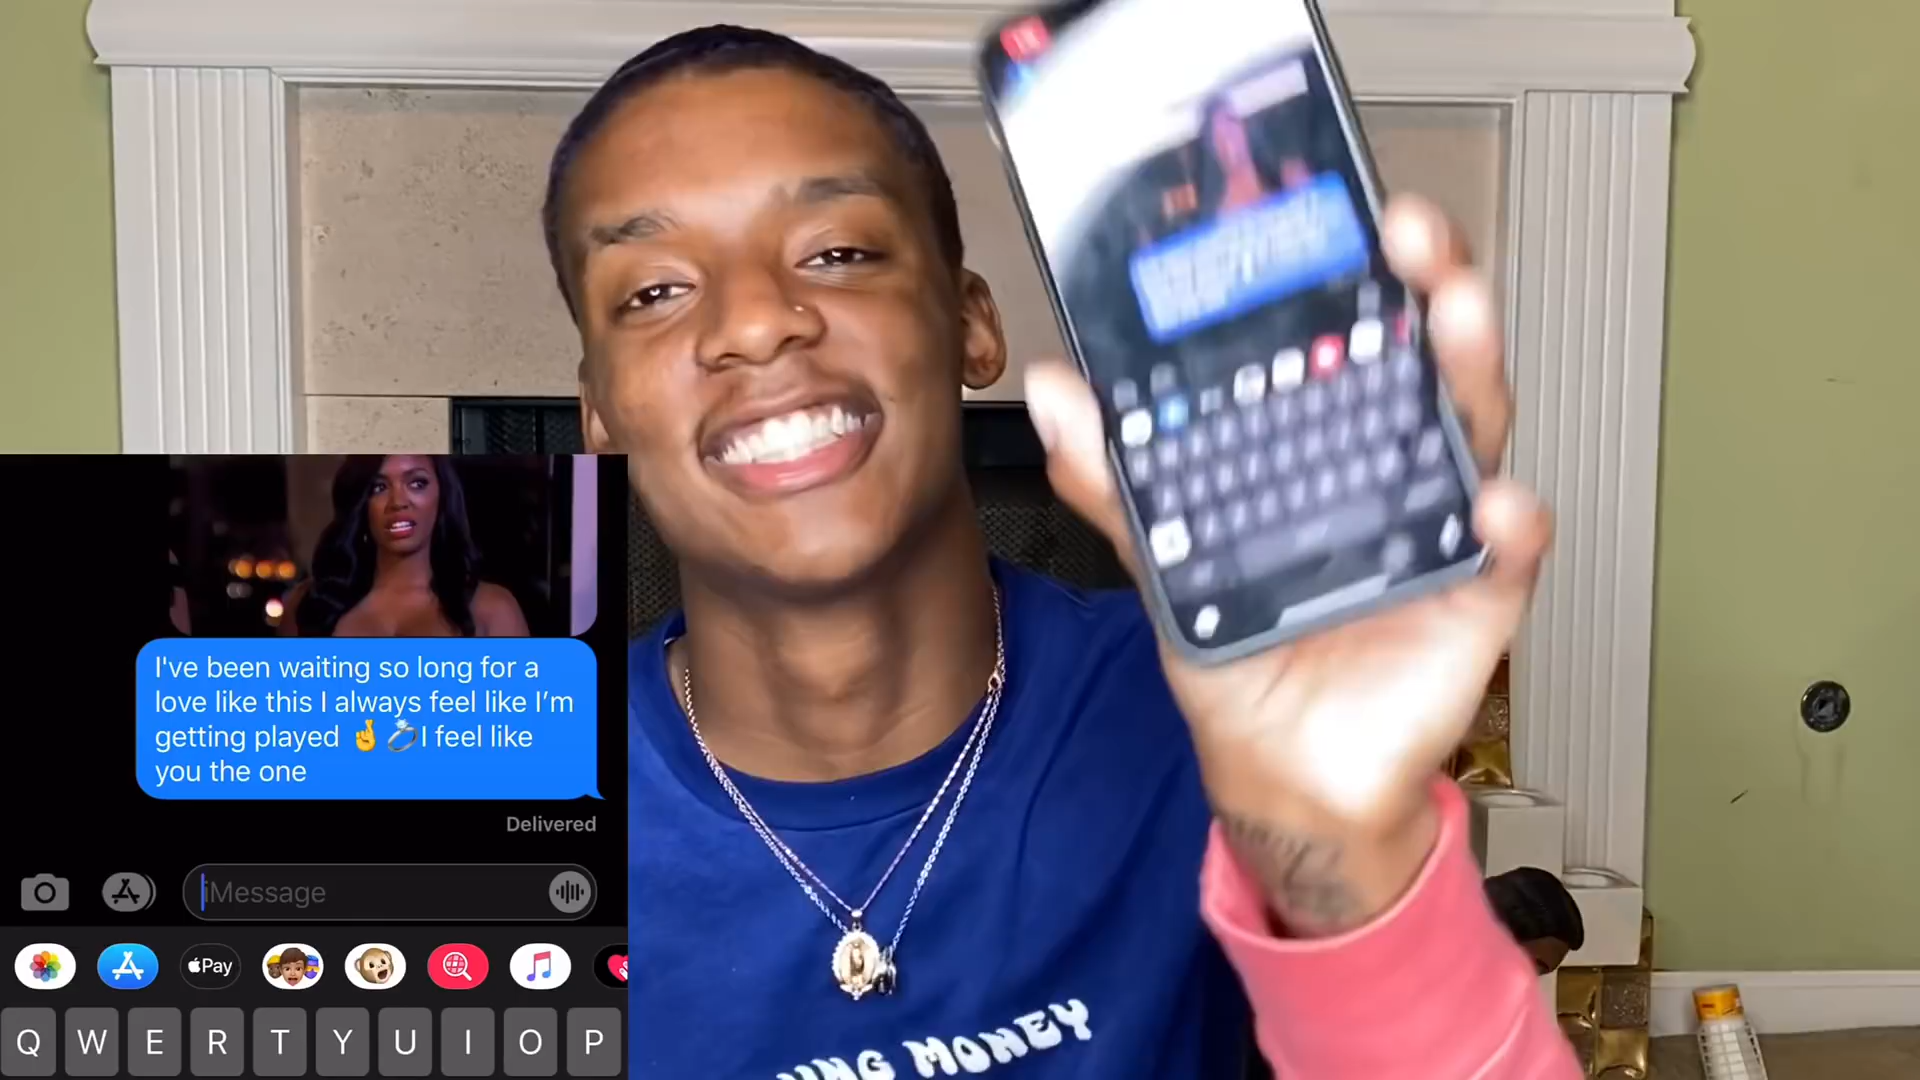 I've been waiting so long for a
love like this I always feel like I’m
getting played 🤞💍I feel like
you the one
Delivered
iMessage
Pay
Q W E R T Y U I O P
MONEY